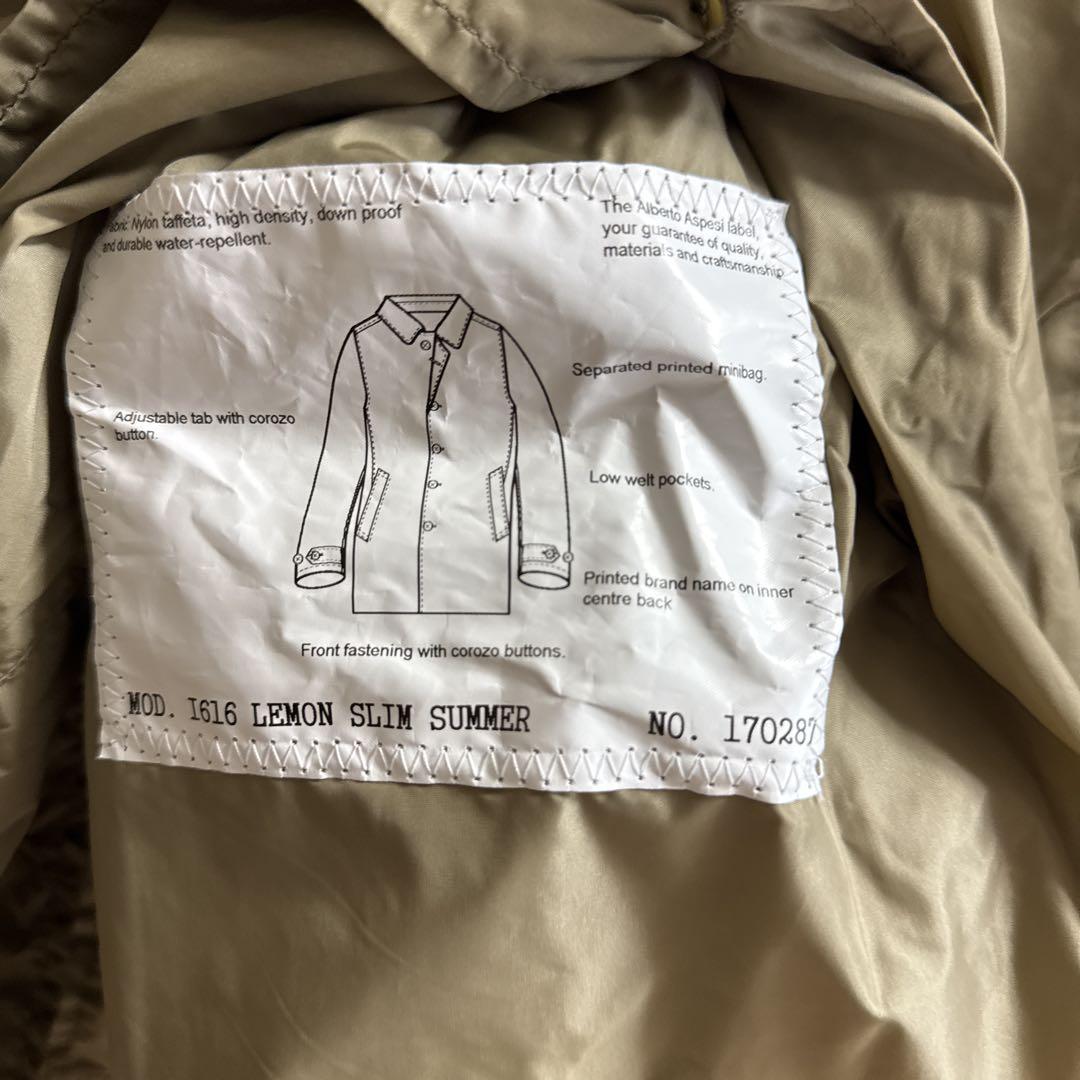 Fabric: Nylon taffeta, high density, down proof
and durable water-repellent.
The Alberto Aspesi label,
your guarantee of quality,
materials and craftsmanship
Separated printed minibag.
Adjustable tab with corozo
button.
Low welt pockets.
Printed brand name on inner
centre back
Front fastening with corozo buttons.
MOD. I616 LEMON SLIM SUMMER
NO. 170287